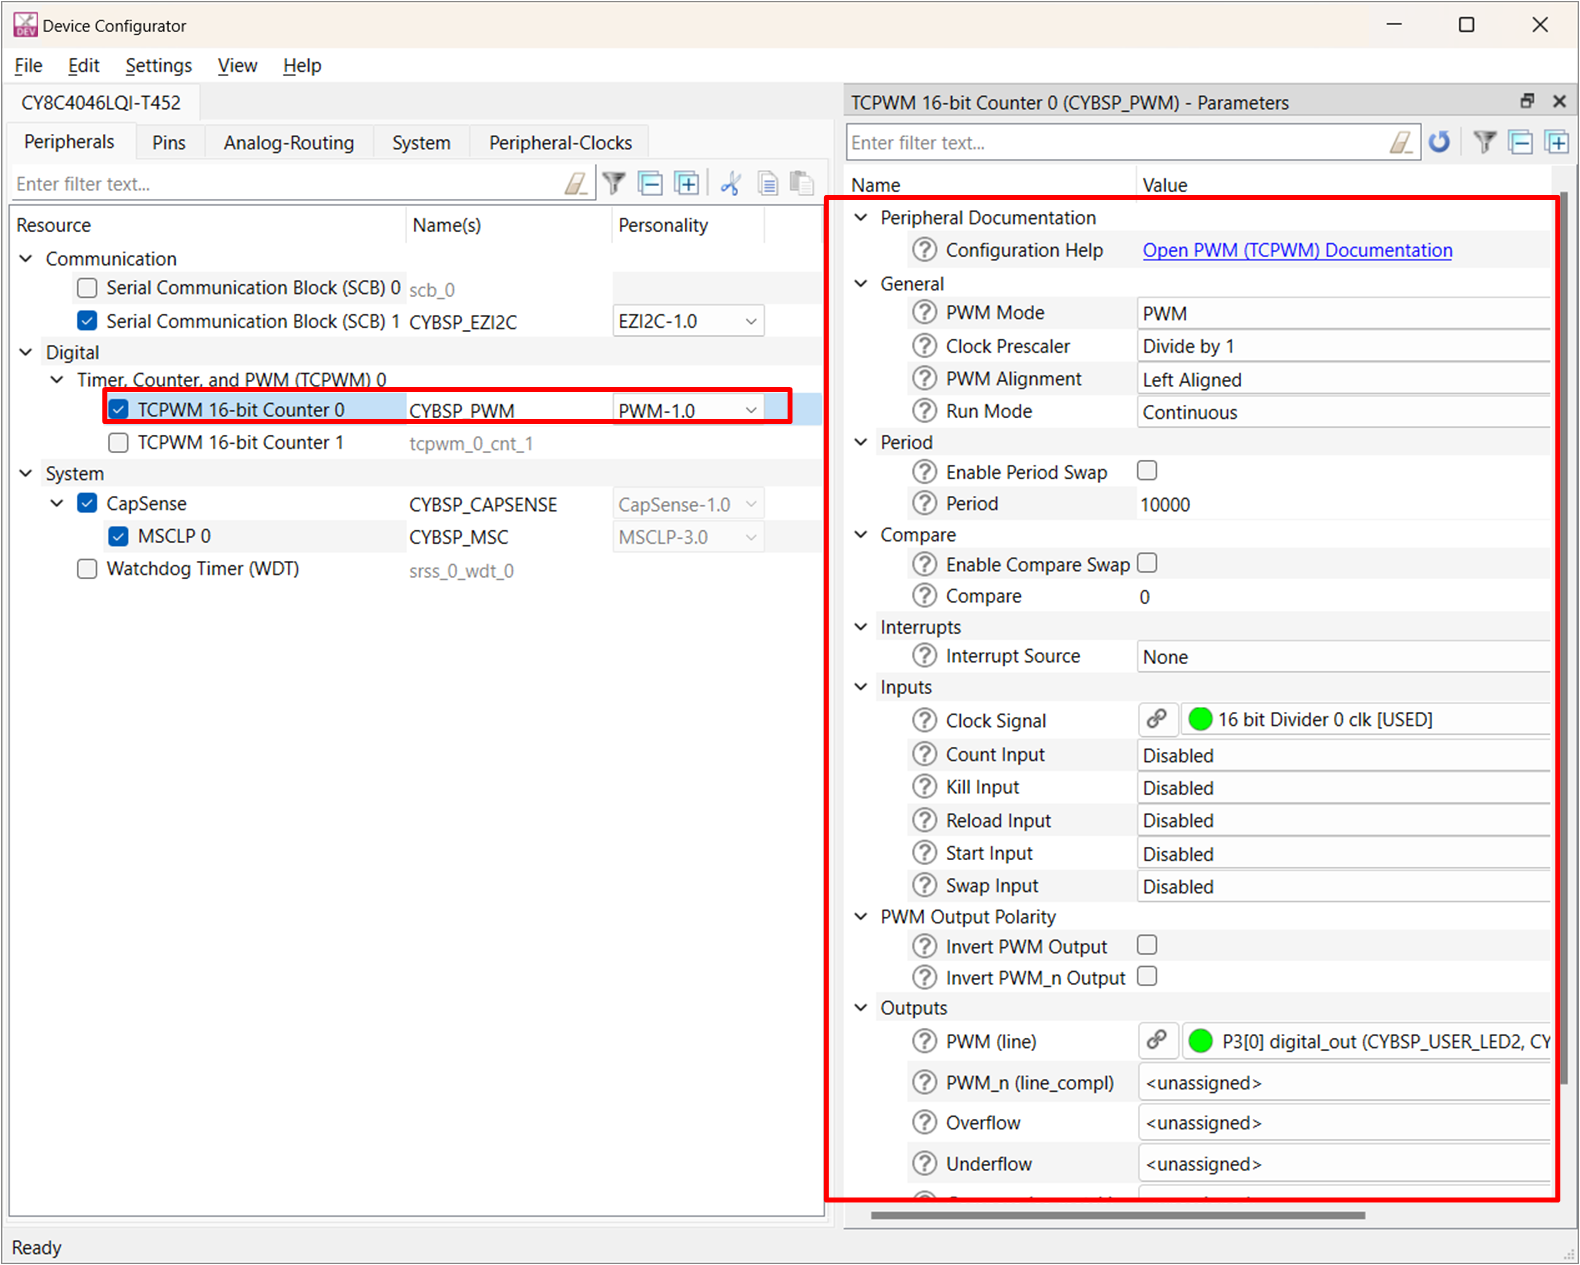 Device Configurator
File Edit Settings View Help
CY8C4046LQI-T452
Peripherals Pins Analog-Routing System Peripheral-Clocks
Enter filter text...
Resource Name(s) Personality
Communication
Serial Communication Block (SCB) 0 scb_0
Serial Communication Block (SCB) 1 CYBSP_EZI2C EZI2C-1.0
Digital
Timer, Counter, and PWM (TCPWM) 0
TCPWM 16-bit Counter 0 CYBSP_PWM PWM-1.0
TCPWM 16-bit Counter 1 tcpwm_0_cnt_1
System
CapSense CYBSP_CAPSENSE CapSense-1.0
MSCLP 0 CYBSP_MSC MSCLP-3.0
Watchdog Timer (WDT) srss_0_wdt_0
TCPWM 16-bit Counter 0 (CYBSP_PWM) - Parameters
Enter filter text...
Name Value
Peripheral Documentation
Configuration Help Open PWM (TCPWM) Documentation
General
PWM Mode PWM
Clock Prescaler Divide by 1
PWM Alignment Left Aligned
Run Mode Continuous
Period
Enable Period Swap
Period 10000
Compare
Enable Compare Swap
Compare 0
Interrupts
Interrupt Source None
Inputs
Clock Signal 16 bit Divider 0 clk [USED]
Count Input Disabled
Kill Input Disabled
Reload Input Disabled
Start Input Disabled
Swap Input Disabled
PWM Output Polarity
Invert PWM Output
Invert PWM_n Output
Outputs
PWM (line) P3[0] digital_out (CYBSP_USER_LED2, CY
PWM_n (line_compl) <unassigned>
Overflow <unassigned>
Underflow <unassigned>
Ready